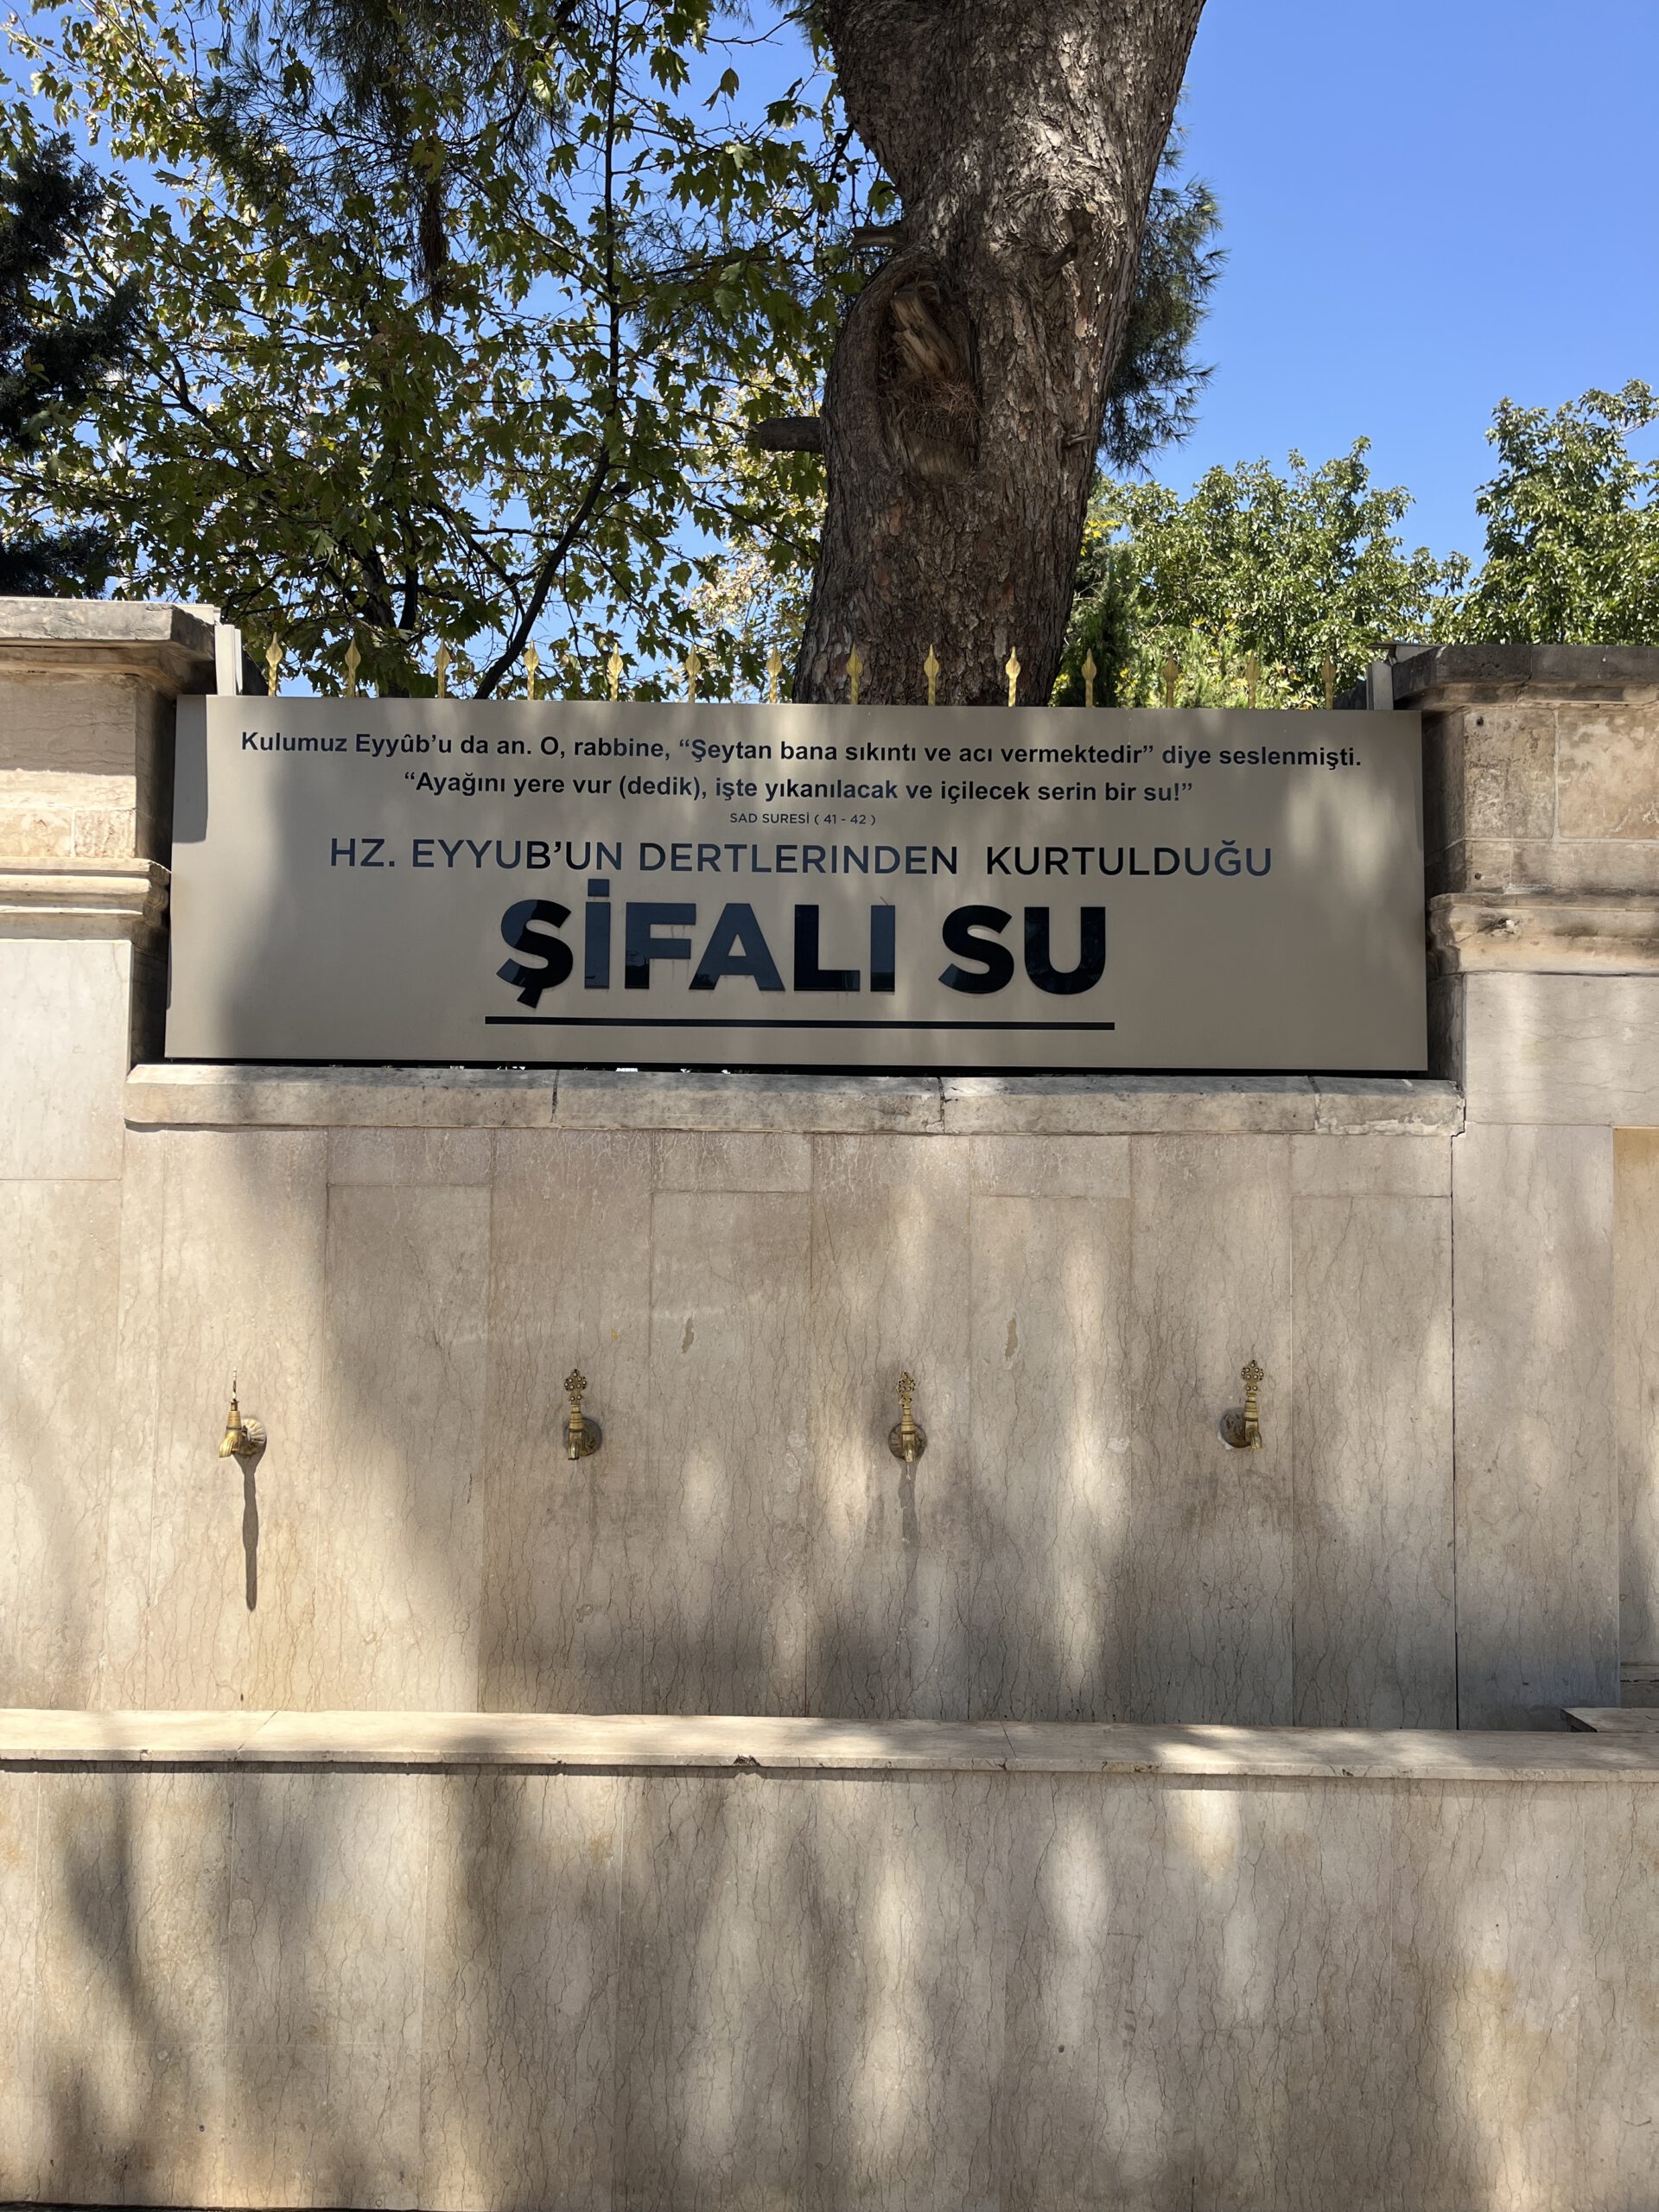 Kulumuz Eyyûb’u da an. O, rabbine, “Şeytan bana sıkıntı ve acı vermektedir” diye seslenmişti.
“Ayağını yere vur (dedik), işte yıkanılacak ve içilecek serin bir su!”
SAD SURESİ ( 41 - 42 )
HZ. EYYUB’UN DERTLERINDEN KURTULDUĞU
ŞİFALI SU